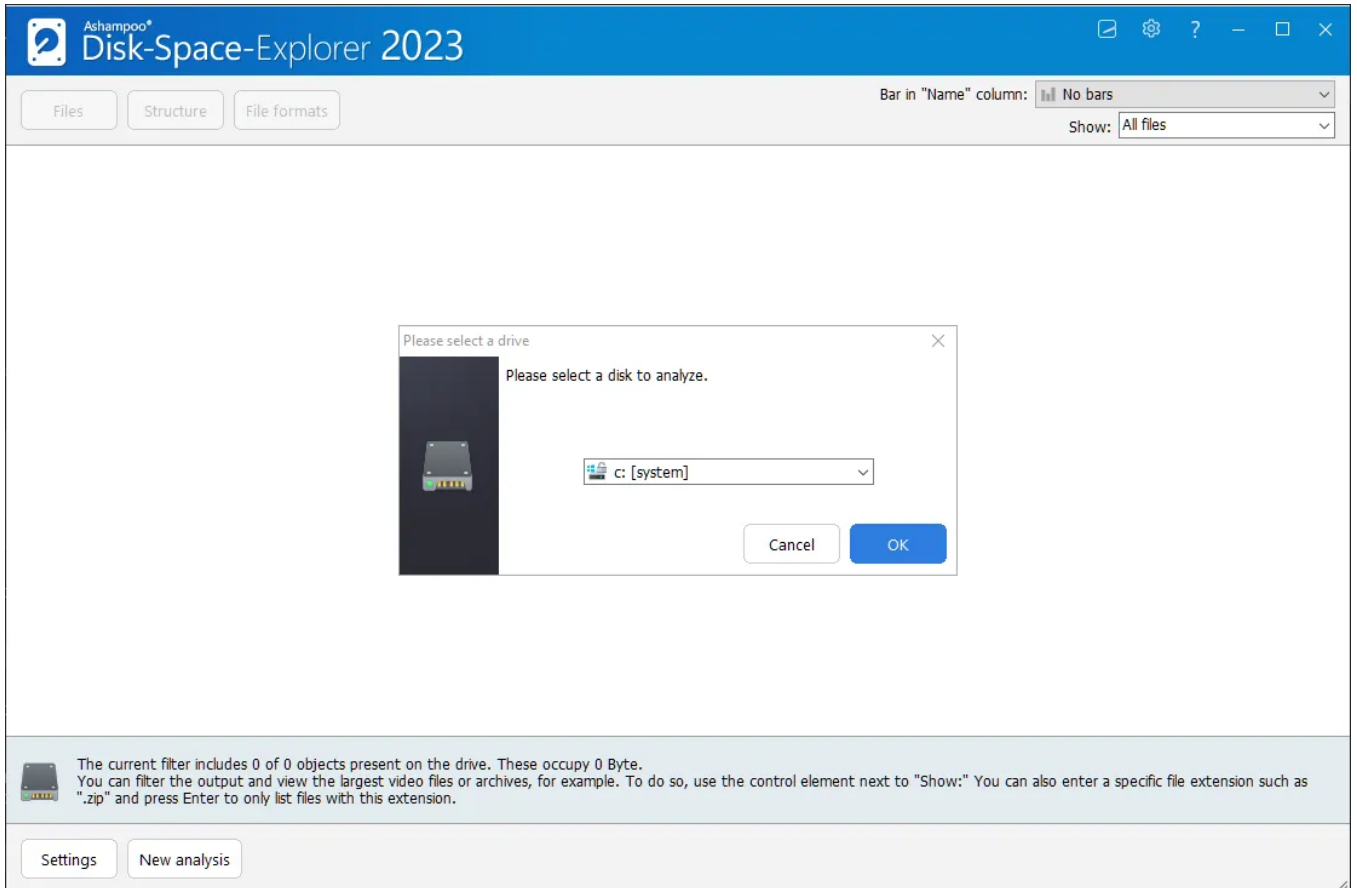 Ashampoo®
Disk-Space-Explorer 2023
?
Files
Structure
File formats
Bar in "Name" column:
No bars
Show:
All files
Please select a drive
Please select a disk to analyze.
c: [system]
Cancel
OK
The current filter includes 0 of 0 objects present on the drive. These occupy 0 Byte.
You can filter the output and view the largest video files or archives, for example. To do so, use the control element next to "Show:" You can also enter a specific file extension such as
".zip" and press Enter to only list files with this extension.
Settings
New analysis